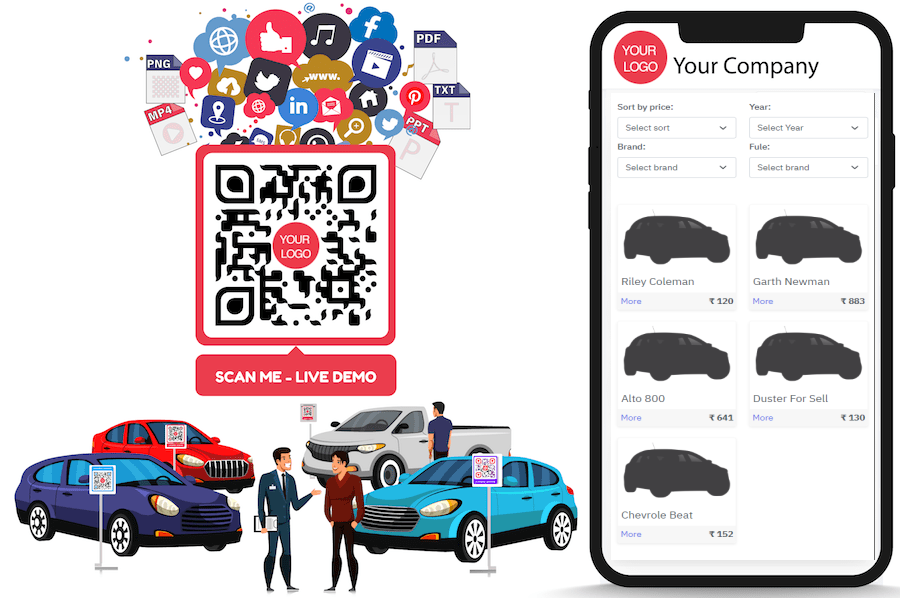 PDF
PNG
www.
TXT
T
MP4
in
PPT
P
YOUR
LOGO
SCAN ME - LIVE DEMO
YOUR
LOGO
Your Company
Sort by price:
Year:
Select sort
Select Year
Brand:
Fule:
Select brand
Select brand
Riley Coleman
Garth Newman
More
₹ 120
More
₹ 883
Alto 800
Duster For Sell
More
₹ 641
More
₹ 130
Chevrole Beat
More
₹ 152